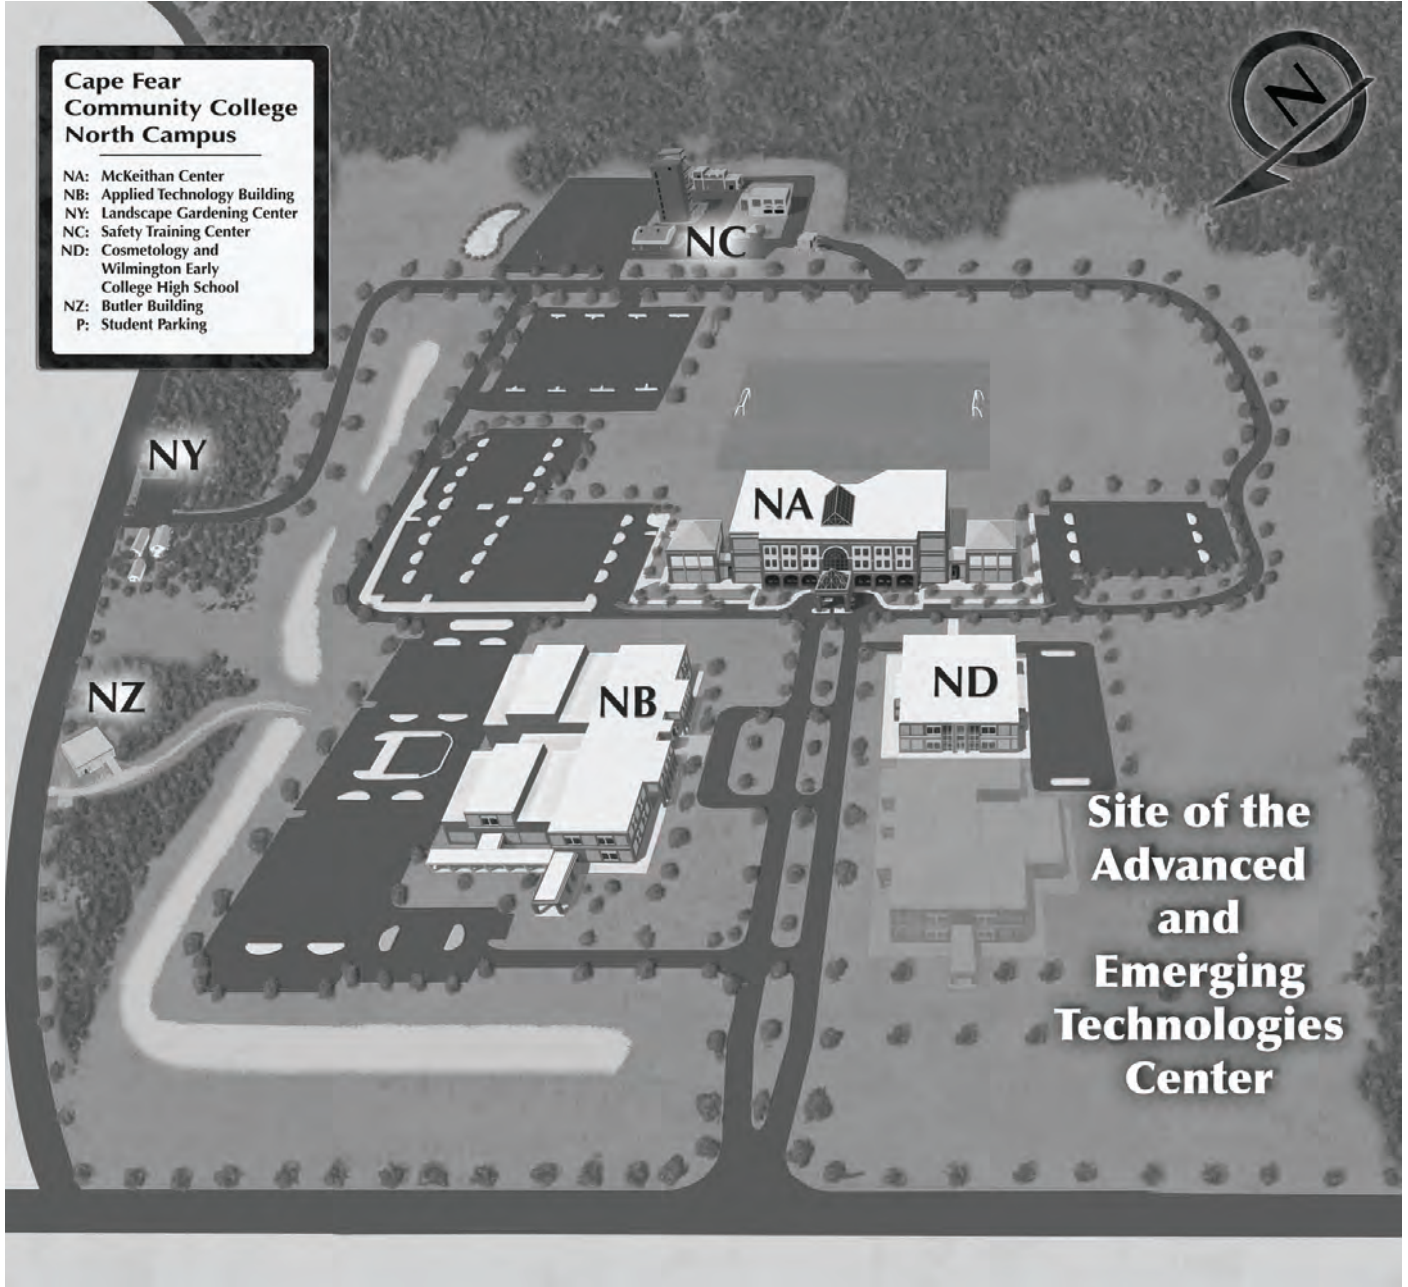 Cape Fear
Community College
North Campus
NA: McKeithan Center
NB: Applied Technology Building
NY: Landscape Gardening Center
NC: Safety Training Center
ND: Cosmetology and
Wilmington Early
College High School
NZ: Butler Building
P: Student Parking
N
NC
NY
NA
NZ
NB
ND
Site of the
Advanced
and
Emerging
Technologies
Center